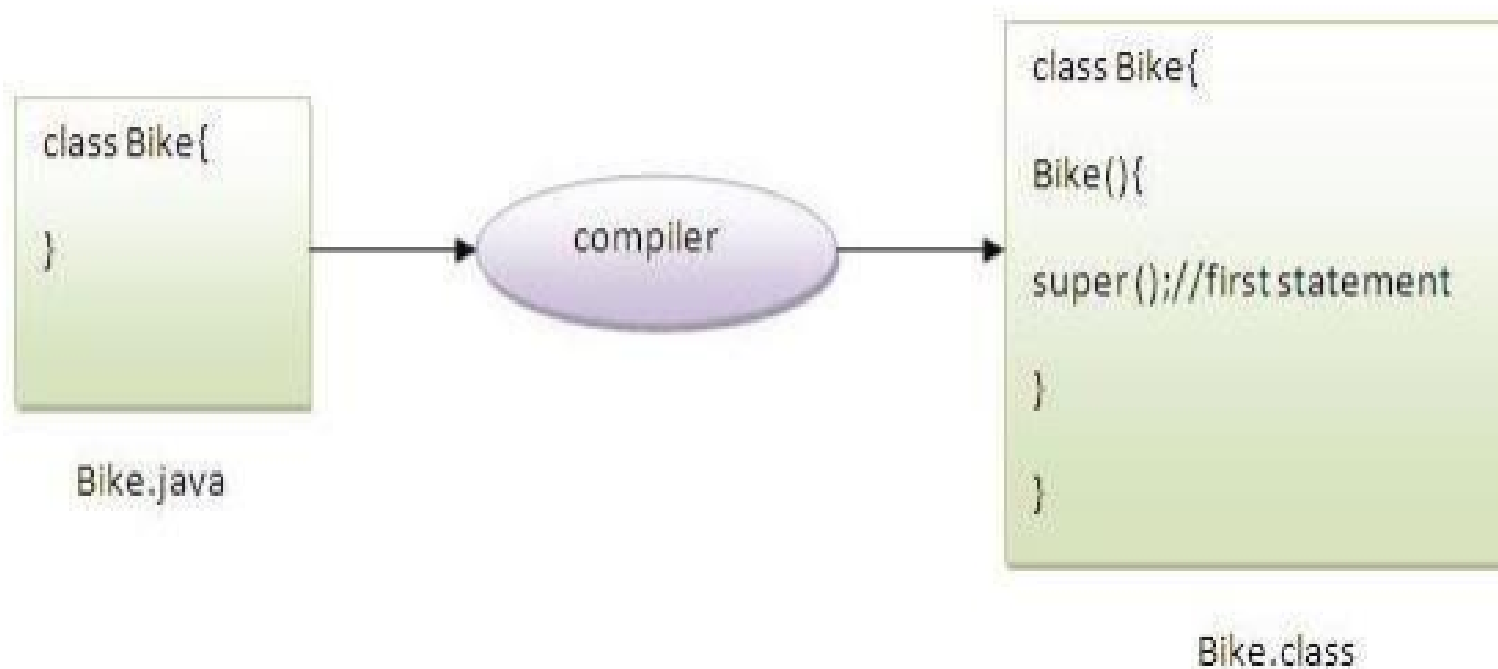 class Bike{
}
Bike.java
compiler
class Bike{
Bike(){
super();//first statement
}
}
Bike.class